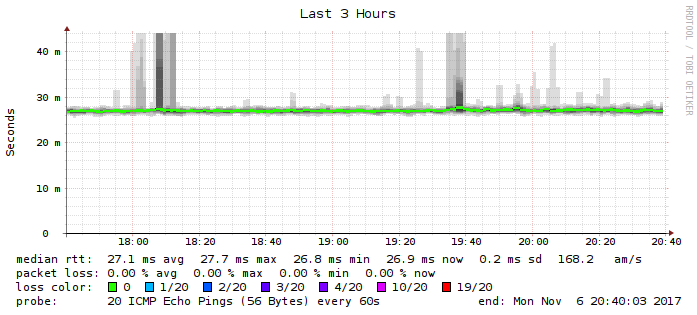 Last 3 Hours
RRDTOOL / TOBI OETIKER
Seconds
40 m
30 m
20 m
10 m
0
18:00 18:20 18:40 19:00 19:20 19:40 20:00 20:20 20:40
median rtt: 27.1 ms avg 27.7 ms max 26.8 ms min 26.9 ms now 0.2 ms sd 168.2 am/s
packet loss: 0.00 % avg 0.00 % max 0.00 % min 0.00 % now
loss color: 0 1/20 2/20 3/20 4/20 10/20 19/20
probe: 20 ICMP Echo Pings (56 Bytes) every 60s end: Mon Nov 6 20:40:03 2017